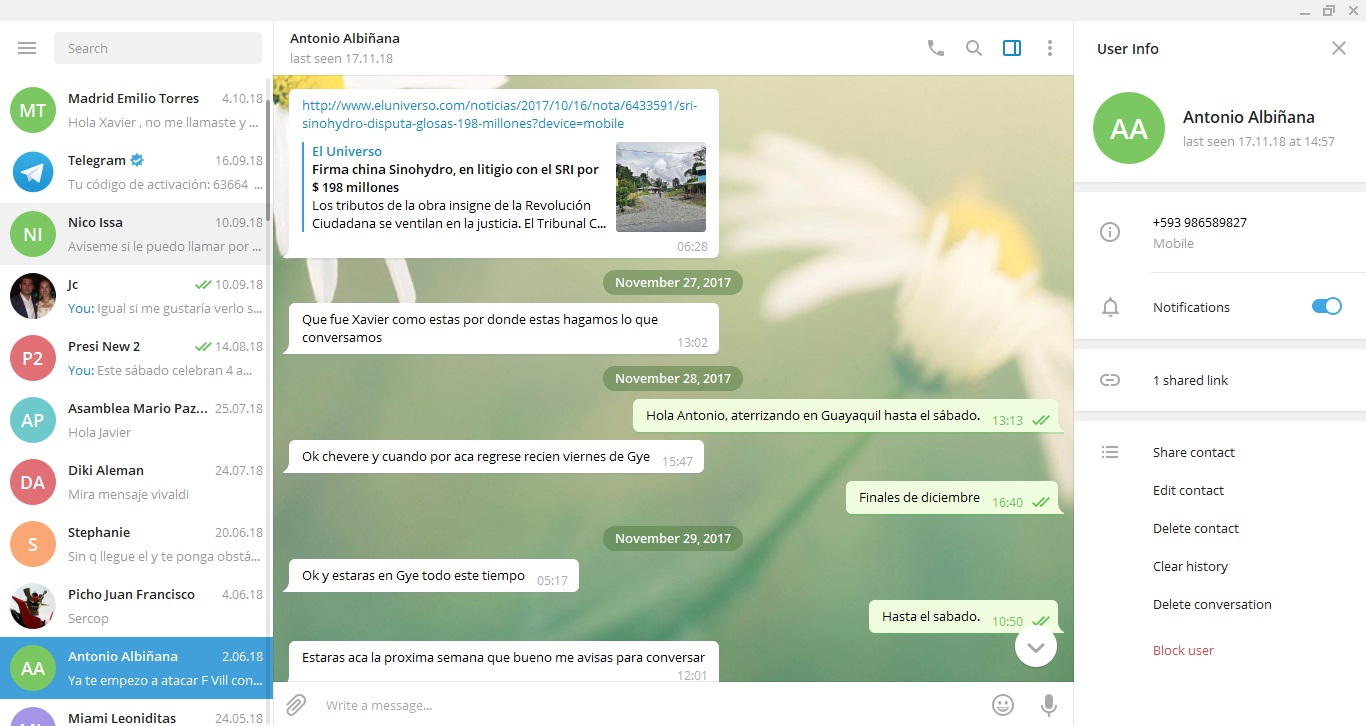 Search
MT
Madrid Emilio Torres
4.10.18
Hola Xavier , no me llamaste y ...
Telegram
16.09.18
Tu código de activación: 63664 ...
NI
Nico Issa
10.09.18
Avíseme si le puedo llamar por ...
Jc
10.09.18
You: Igual si me gustaría verlo s...
P2
Presi New 2
14.08.18
You: Este sábado celebran 4 a...
AP
Asamblea Mario Paz...
25.07.18
Hola Javier
DA
Diki Aleman
24.07.18
Mira mensaje vivaldi
S
Stephanie
20.06.18
Sin q llegue el y te ponga obstá...
Picho Juan Francisco
4.06.18
Sercop
AA
Antonio Albiñana
2.06.18
Ya te empezo a atacar F Vill con...
Miami Leoniditas
24.05.18
Antonio Albiñana
last seen 17.11.18
http://www.eluniverso.com/noticias/2017/10/16/nota/6433591/sri-
sinohydro-disputa-glosas-198-millones?device=mobile
El Universo
Firma china Sinohydro, en litigio con el SRI por
$ 198 millones
Los tributos de la obra insigne de la Revolución
Ciudadana se ventilan en la justicia. El Tribunal C...
06:28
November 27, 2017
Que fue Xavier como estas por donde estas hagamos lo que
conversamos
13:02
November 28, 2017
Hola Antonio, aterrizando en Guayaquil hasta el sábado.
13:13
Ok chevere y cuando por aca regrese recien viernes de Gye
15:47
Finales de diciembre
16:40
November 29, 2017
Ok y estaras en Gye todo este tiempo
05:17
Hasta el sabado.
10:50
Estaras aca la proxima semana que bueno me avisas para conversar
12:01
Write a message...
User Info
AA
Antonio Albiñana
last seen 17.11.18 at 14:57
+593 986589827
Mobile
Notifications
1 shared link
Share contact
Edit contact
Delete contact
Clear history
Delete conversation
Block user